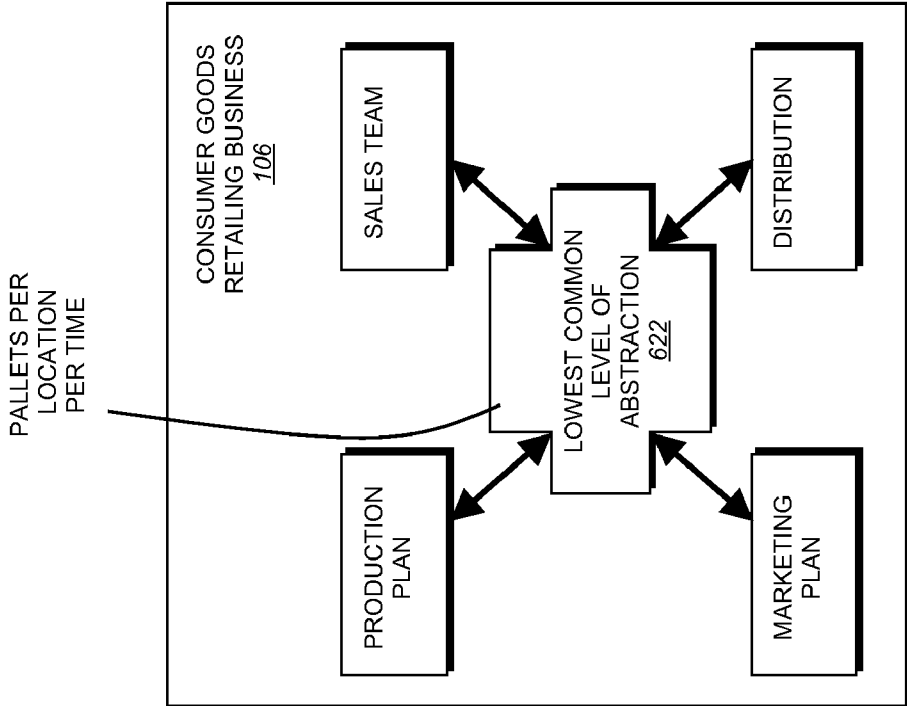 PALLETS PER
LOCATION
PER TIME
CONSUMER GOODS
RETAILING BUSINESS
106
PRODUCTION
PLAN
SALES TEAM
LOWEST COMMON
LEVEL OF
ABSTRACTION
622
MARKETING
PLAN
DISTRIBUTION